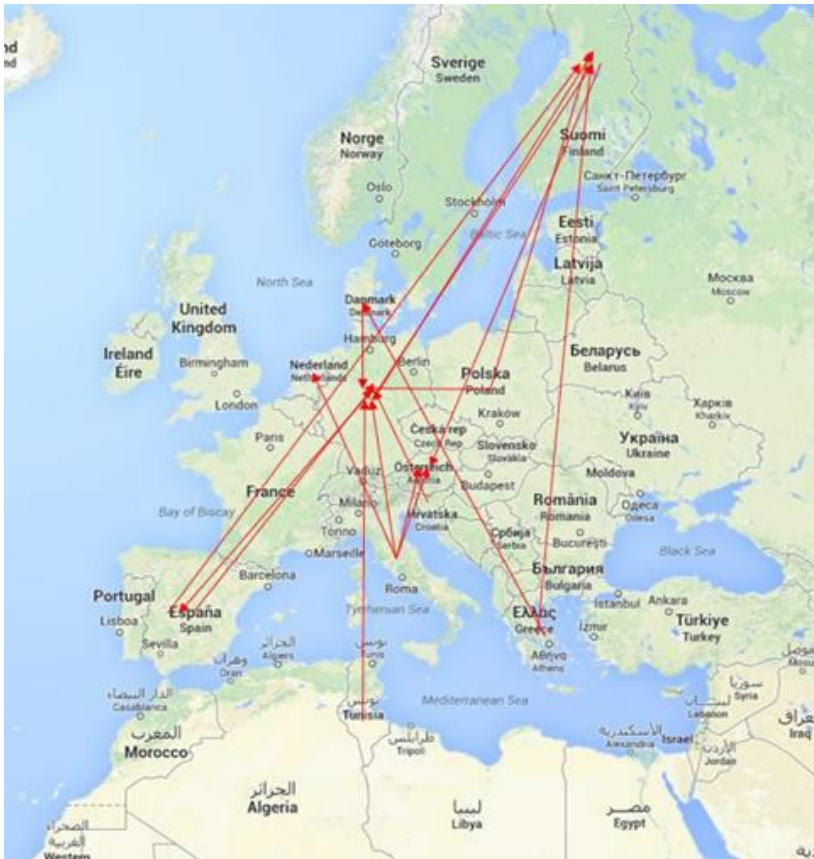 nd
nd
Sverige
Sweden
Norge
Norway
Suomi
Finland
Oslo
Санкт-Петербург
Saint Petersburg
Stockholm
Eesti
Estonia
Baltic Sea
Göteborg
Latvija
Latvia
Москва
Moscow
North Sea
Danmark
Denmark
United
Kingdom
Hamburg
Беларусь
Belarus
Ireland
Éire
Birmingham
Nederland
Netherlands
Berlin
Polska
Poland
London
Київ
Kyiv
Харків
Kharkiv
Kraków
Česká rep
Czech Rep
Україна
Ukraine
Paris
Slovensko
Slovakia
Vaduz
Österreich
Austria
Budapest
Moldova
France
Milano
Hrvatska
Croatia
România
Romania
Одеса
Odesa
Bay of Biscay
Torino
Србија
Serbia
București
Marseille
Black Sea
България
Bulgaria
Portugal
Barcelona
Roma
İstanbul
Ankara
España
Spain
Tyrrhenian Sea
Ελλάς
Greece
İzmir
Türkiye
Turkey
Lisboa
Sevilla
الجزائر
Algiers
تونس
Tunis
Αθήνα
Athens
وهران
Oran
سوريا
Syria
الدار البيضاء
Casablanca
تونس
Tunisia
Mediterranean Sea
Lebanon
المغرب
Morocco
طرابلس
Tripoli
الإسكندرية
Alexandria
Israel
الأردن
Jordan
العراق
Iraq
الجزائر
Algeria
ليبيا
Libya
مصر
Egypt
الصحراء
الغربية
Western